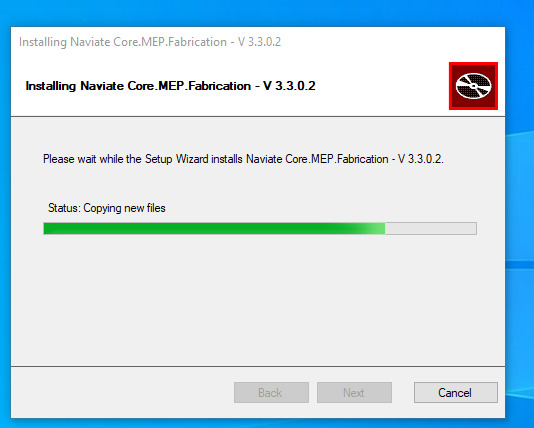 Installing Naviate Core.MEP.Fabrication - V 3.3.0.2
Installing Naviate Core.MEP.Fabrication - V 3.3.0.2
Please wait while the Setup Wizard installs Naviate Core.MEP.Fabrication - V 3.3.0.2.
Status: Copying new files
Back Next Cancel